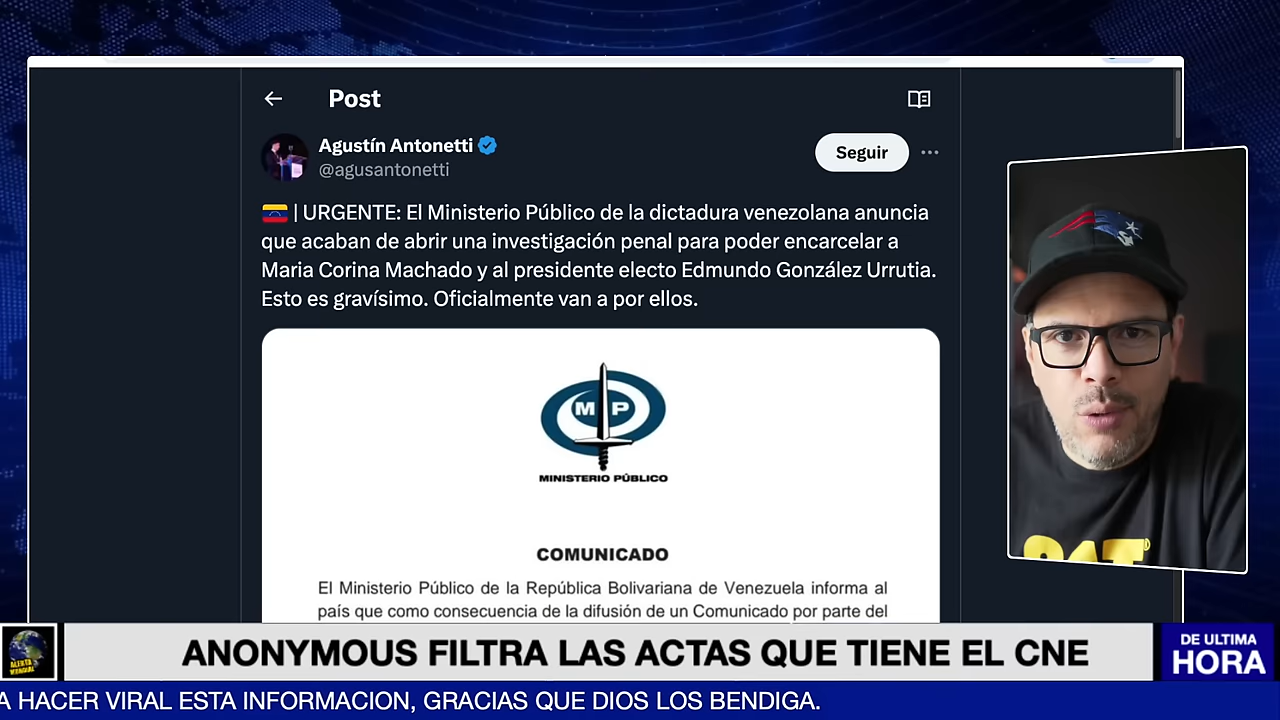 Post
Agustín Antonetti
@agusantonetti
Seguir
| URGENTE: El Ministerio Público de la dictadura venezolana anuncia
que acaban de abrir una investigación penal para poder encarcelar a
Maria Corina Machado y al presidente electo Edmundo González Urrutia.
Esto es gravísimo. Oficialmente van a por ellos.
M P
MINISTERIO PÚBLICO
COMUNICADO
El Ministerio Público de la República Bolivariana de Venezuela informa al
país que como consecuencia de la difusión de un Comunicado por parte del
CAT
ALERTA
MUNDIAL
ANONYMOUS FILTRA LAS ACTAS QUE TIENE EL CNE
DE ULTIMA
HORA
A HACER VIRAL ESTA INFORMACION, GRACIAS QUE DIOS LOS BENDIGA.